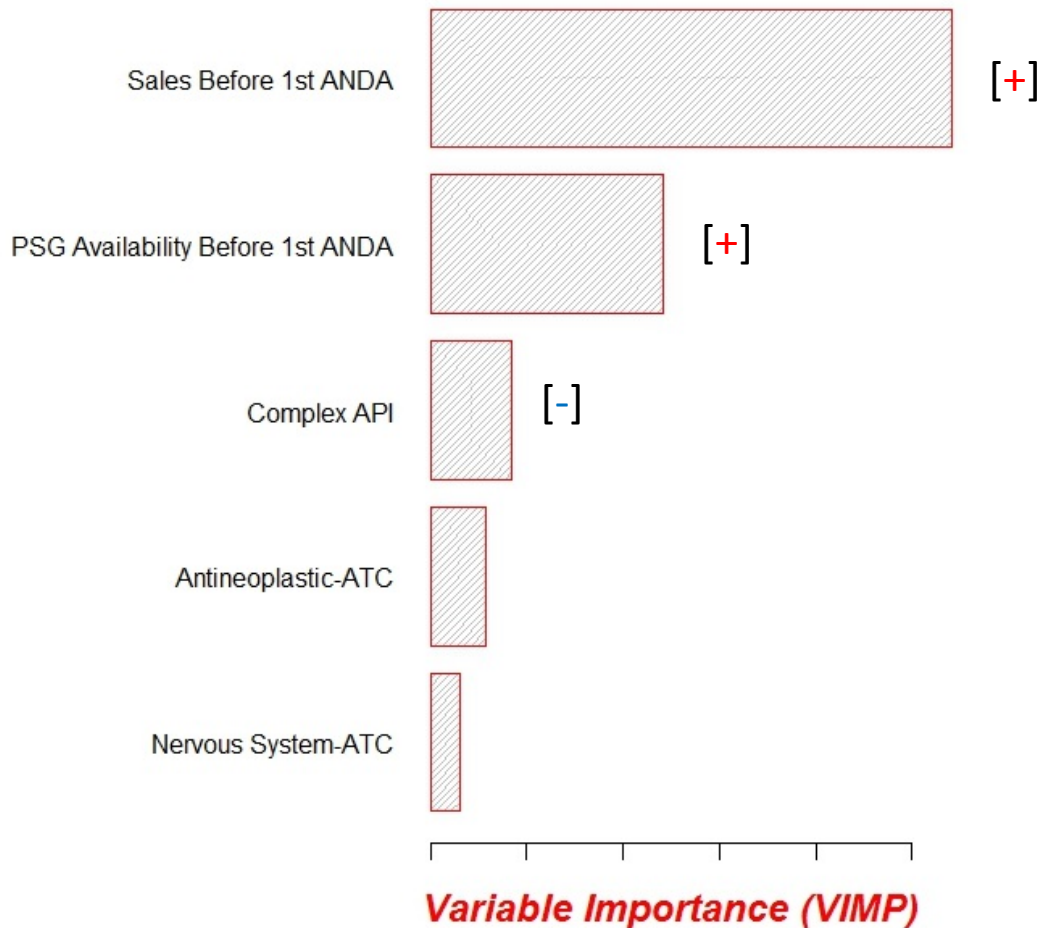 Sales Before 1st ANDA [+]
PSG Availability Before 1st ANDA [+]
Complex API [-]
Antineoplastic-ATC
Nervous System-ATC
Variable Importance (VIMP)